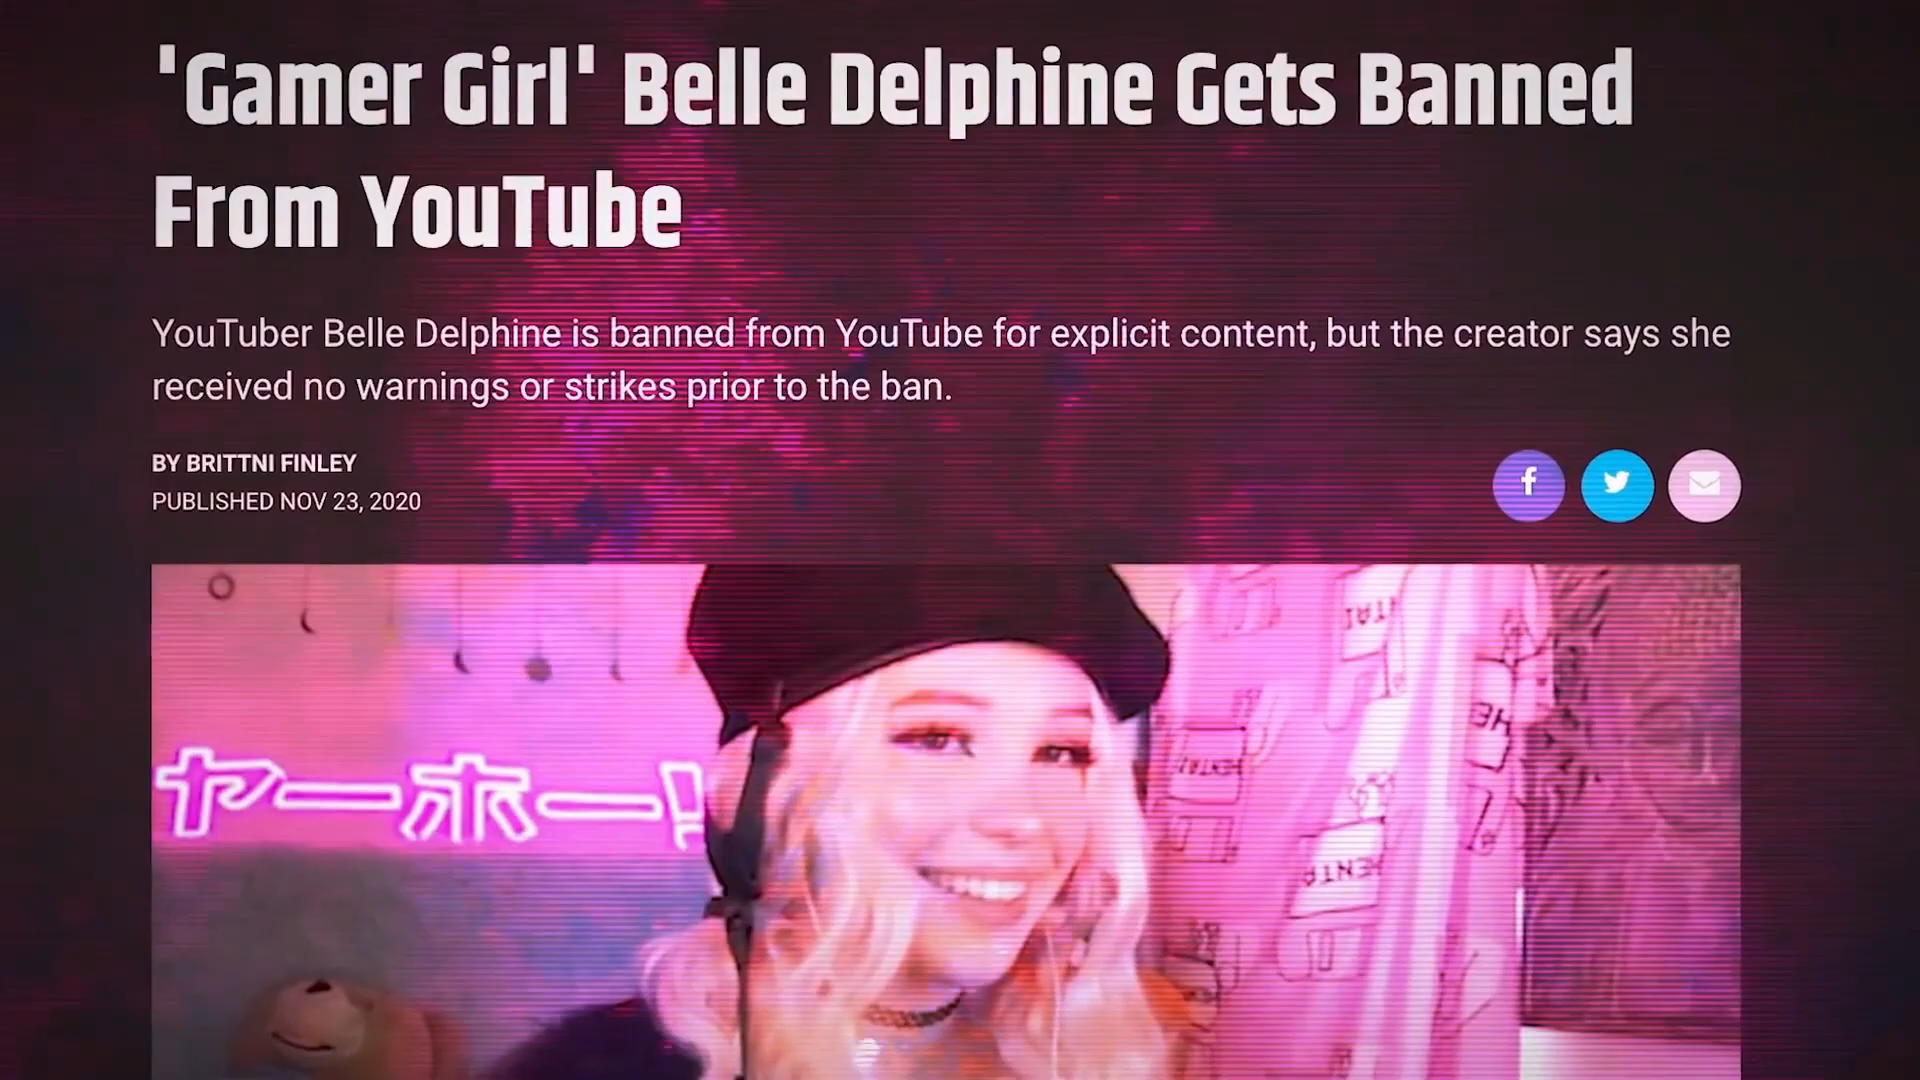 'Gamer Girl' Belle Delphine Gets Banned
From YouTube
YouTuber Belle Delphine is banned from YouTube for explicit content, but the creator says she
received no warnings or strikes prior to the ban.
BY BRITTNI FINLEY
PUBLISHED NOV 23, 2020
ヤーホー!